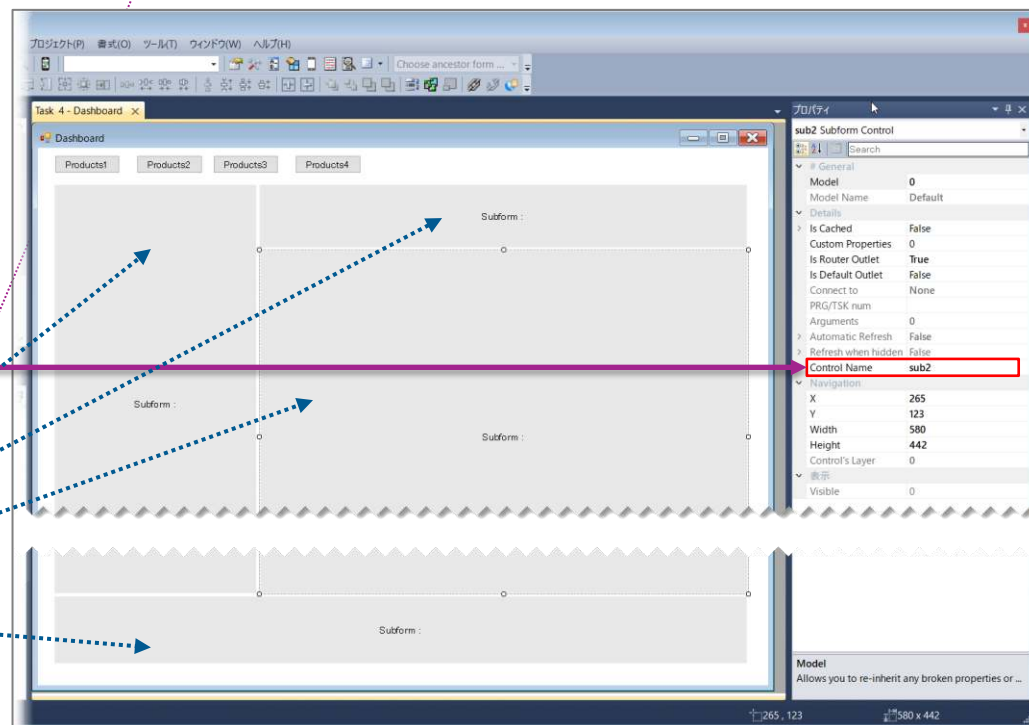 プロジェクト(P) 書式(O) ツール(T) ウィンドウ(W) ヘルプ(H)
Choose ancestor form ...
Task 4 - Dashboard
Dashboard
Products1 Products2 Products3 Products4
Subform :
Subform :
Subform :
Subform :
プロパティ
sub2 Subform Control
Search
# General
Model 0
Model Name Default
Details
Is Cached False
Custom Properties 0
Is Router Outlet True
Is Default Outlet False
Connect to None
PRG/TSK num
Arguments 0
Automatic Refresh False
Refresh when hidden False
Control Name sub2
Navigation
X 265
Y 123
Width 580
Height 442
Control's Layer 0
表示
Visible 0
Model
Allows you to re-inherit any broken properties or ...
265 , 123 580 x 442